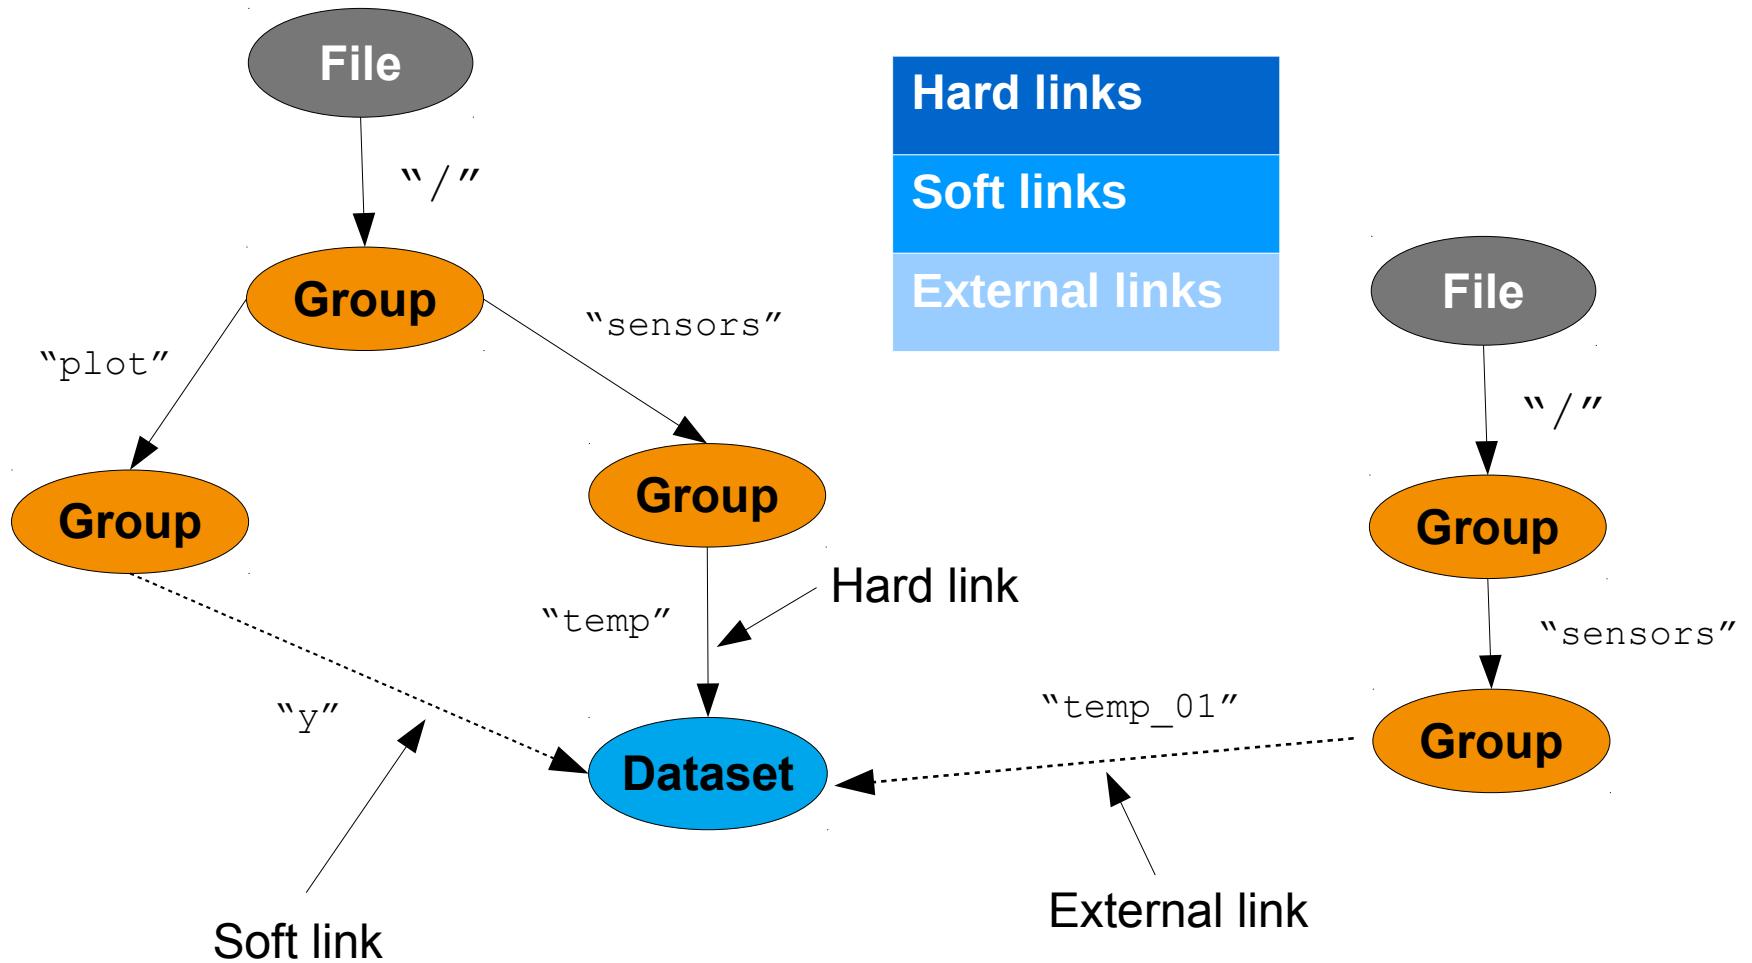 File
“/”
Group
“plot”
“sensors”
Group
Group
“temp”
Hard link
“y”
Dataset
Soft link
Hard links
Soft links
External links
File
“/”
Group
“sensors”
Group
“temp_01”
External link